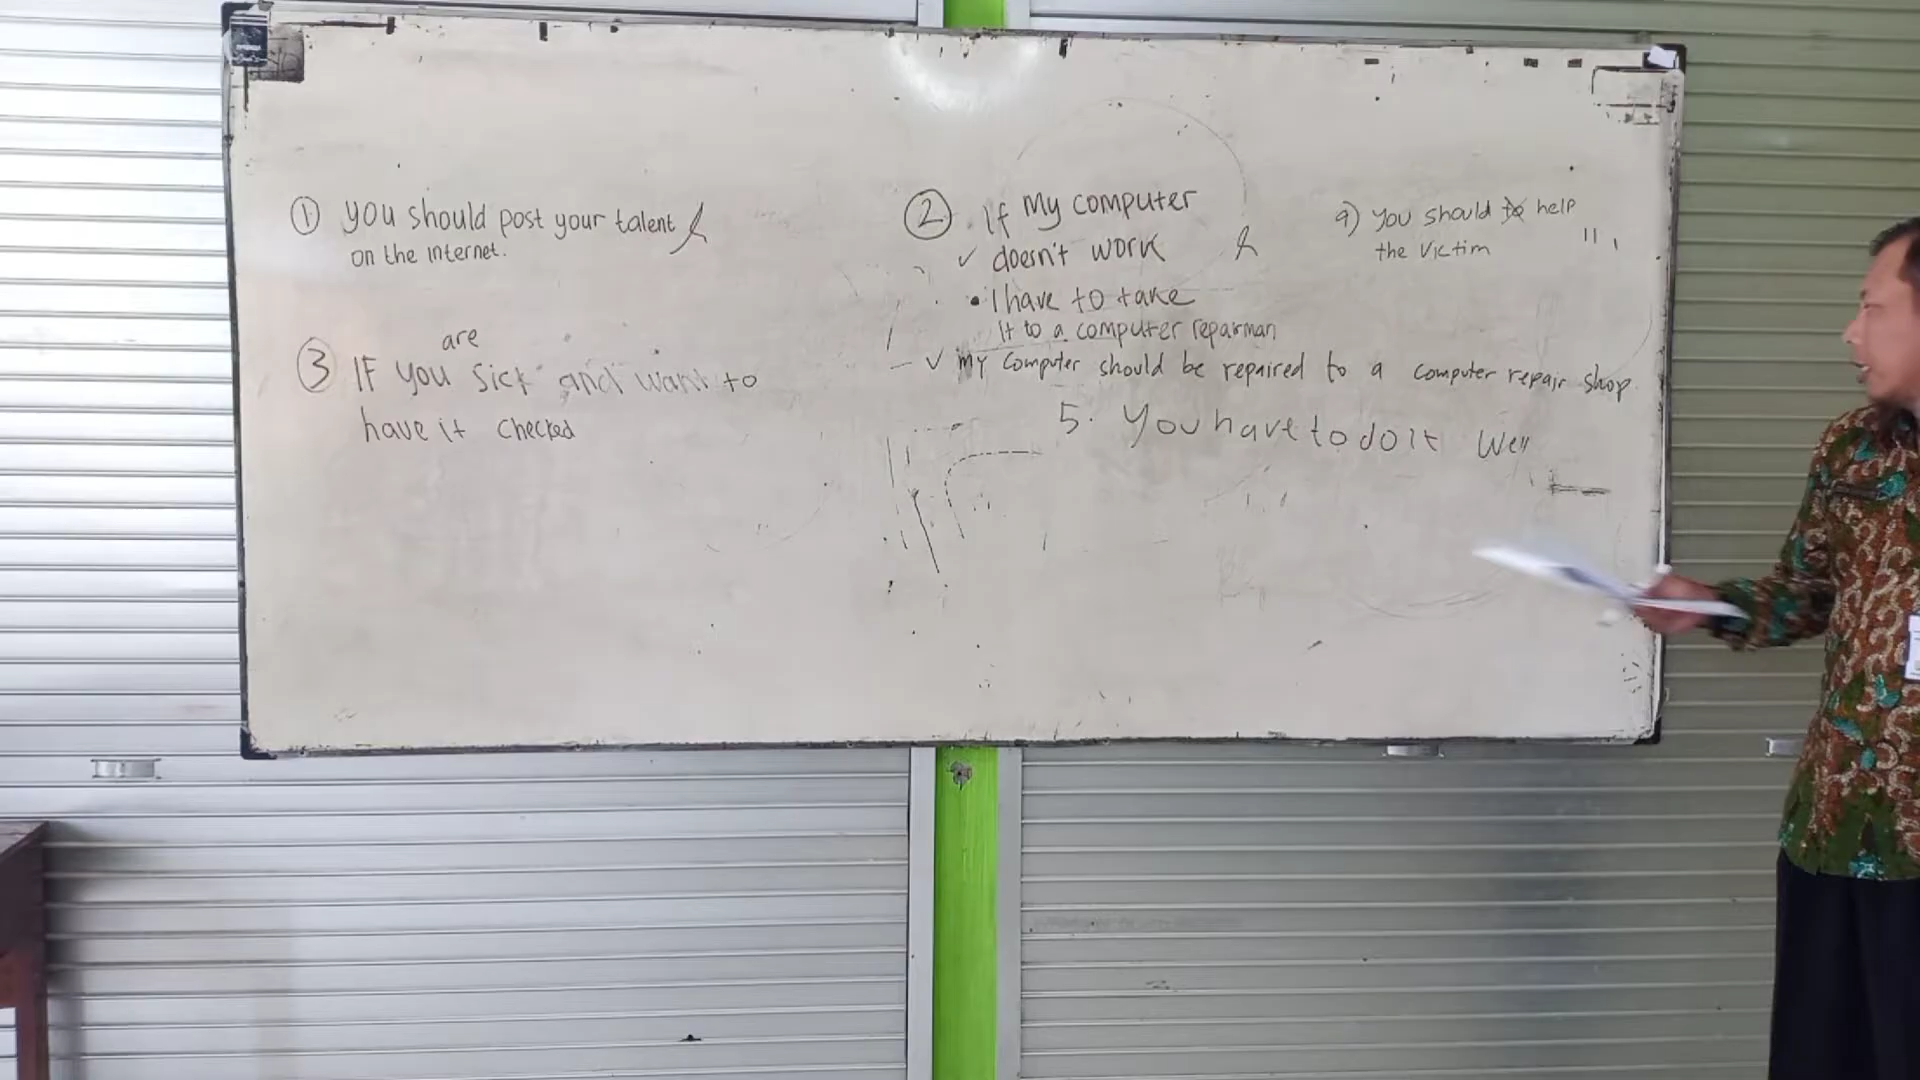 ① you should post your talent
on the internet.
② If my computer
✓ doesn't work
• I have to take
it to a computer reparman
✓ my computer should be repaired to a computer repair shop
9) you should to help
the victim
③ are
IF you sick and want to
have it checked
5. You have to do it well